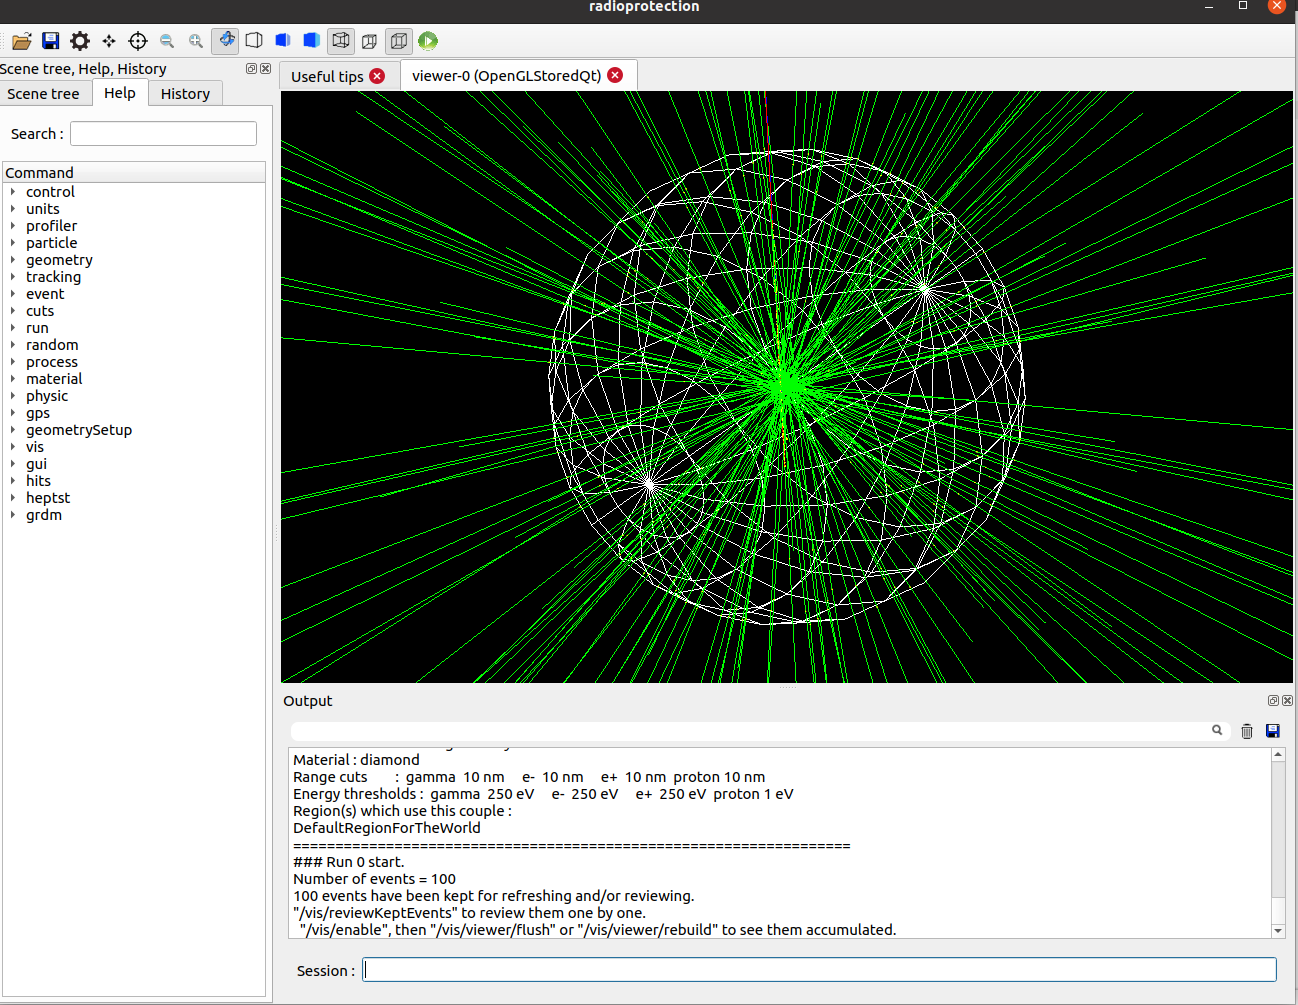 radioprotection
Scene tree, Help, History
Scene tree
Help
History
Useful tips
viewer-0 (OpenGLStoredQt)
Search :
Command
control
units
profiler
particle
geometry
tracking
event
cuts
run
random
process
material
physic
gps
geometrySetup
vis
gui
hits
heptst
grdm
Output
Material : diamond
Range cuts : gamma 10 nm e- 10 nm e+ 10 nm proton 10 nm
Energy thresholds : gamma 250 eV e- 250 eV e+ 250 eV proton 1 eV
Region(s) which use this couple :
DefaultRegionForTheWorld
===================================================================
### Run 0 start.
Number of events = 100
100 events have been kept for refreshing and/or reviewing.
"/vis/reviewKeptEvents" to review them one by one.
"/vis/enable", then "/vis/viewer/flush" or "/vis/viewer/rebuild" to see them accumulated.
Session :